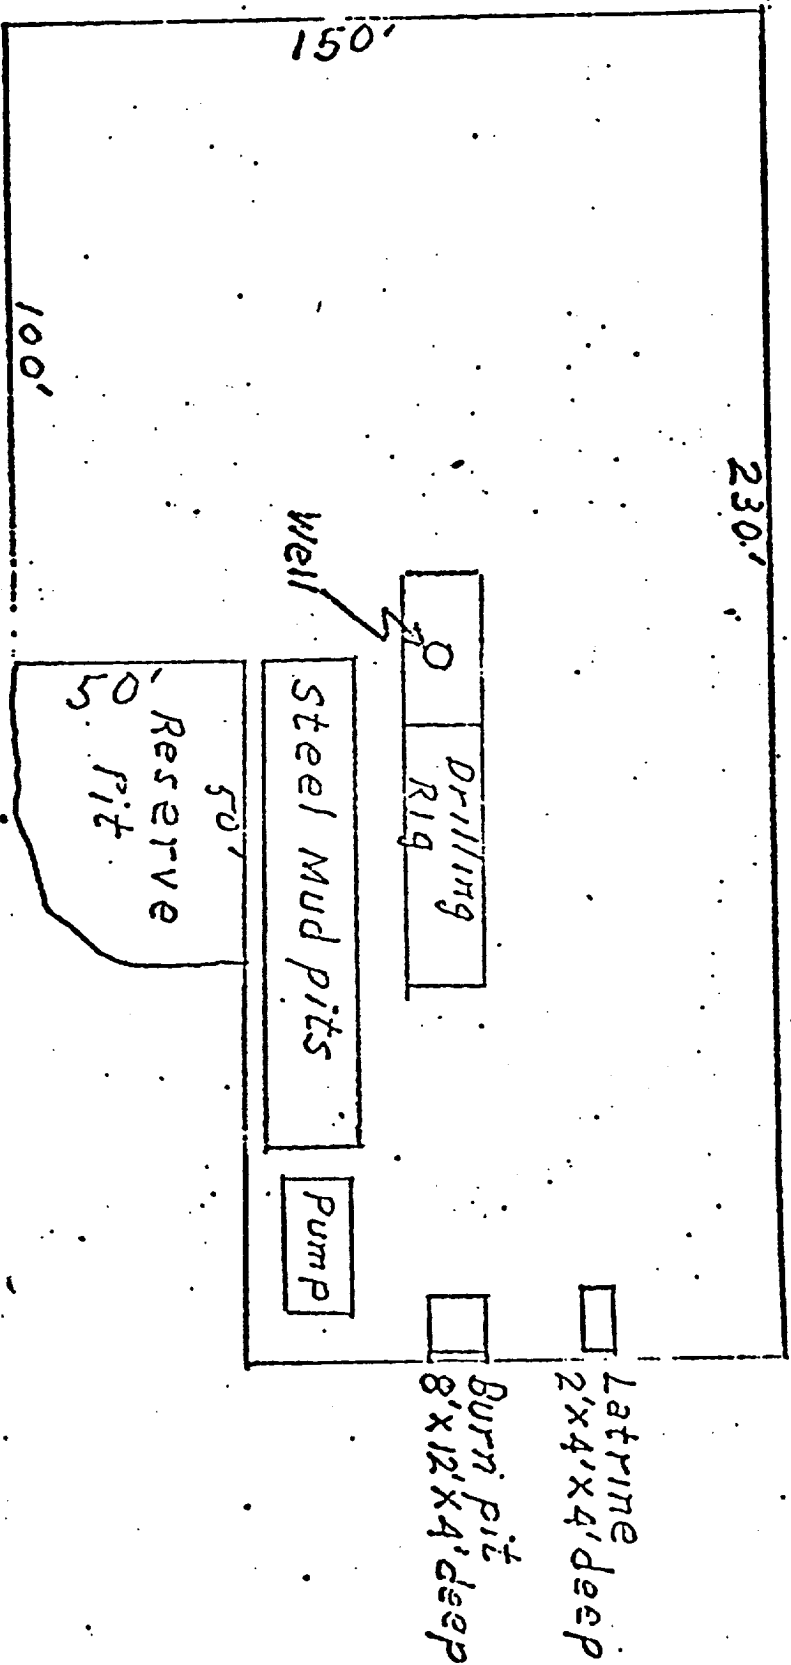 150'
230.'
100'
Well
Drilling
Rig
Steel Mud pits
50'
50'
Reserve
Pit
Pump
Latrine
2'x4'x4'deep
Burn pit
8'x12'x4'deep